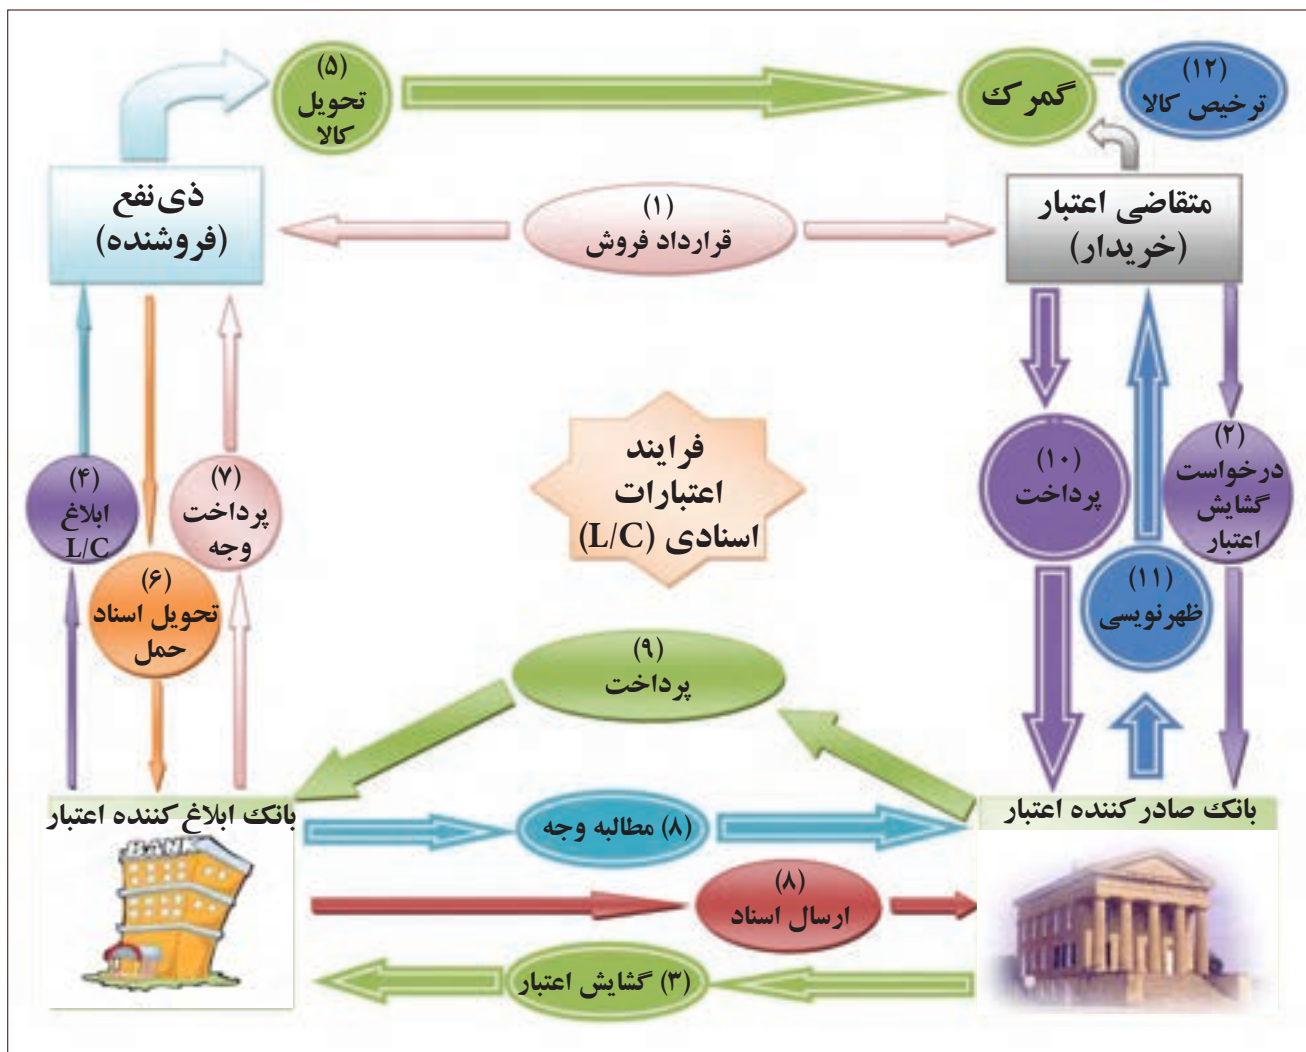 (۱۲)
ترخیص کالا
گمرک
(۵)
تحویل
کالا
متقاضی اعتبار
(خریدار)
(۱)
قرارداد فروش
ذی‌نفع
(فروشنده)
(۲)
درخواست
گشایش
اعتبار
(۱۰)
پرداخت
(۱۱)
ظهرنویسی
فرایند
اعتبارات
اسنادی (L/C)
(۷)
پرداخت
وجه
(۴)
ابلاغ
L/C
(۶)
تحویل اسناد
حمل
(۹)
پرداخت
بانک صادر کننده اعتبار
بانک ابلاغ کننده اعتبار
(۸) مطالبه وجه
(۸)
ارسال اسناد
(۳) گشایش اعتبار
BANK